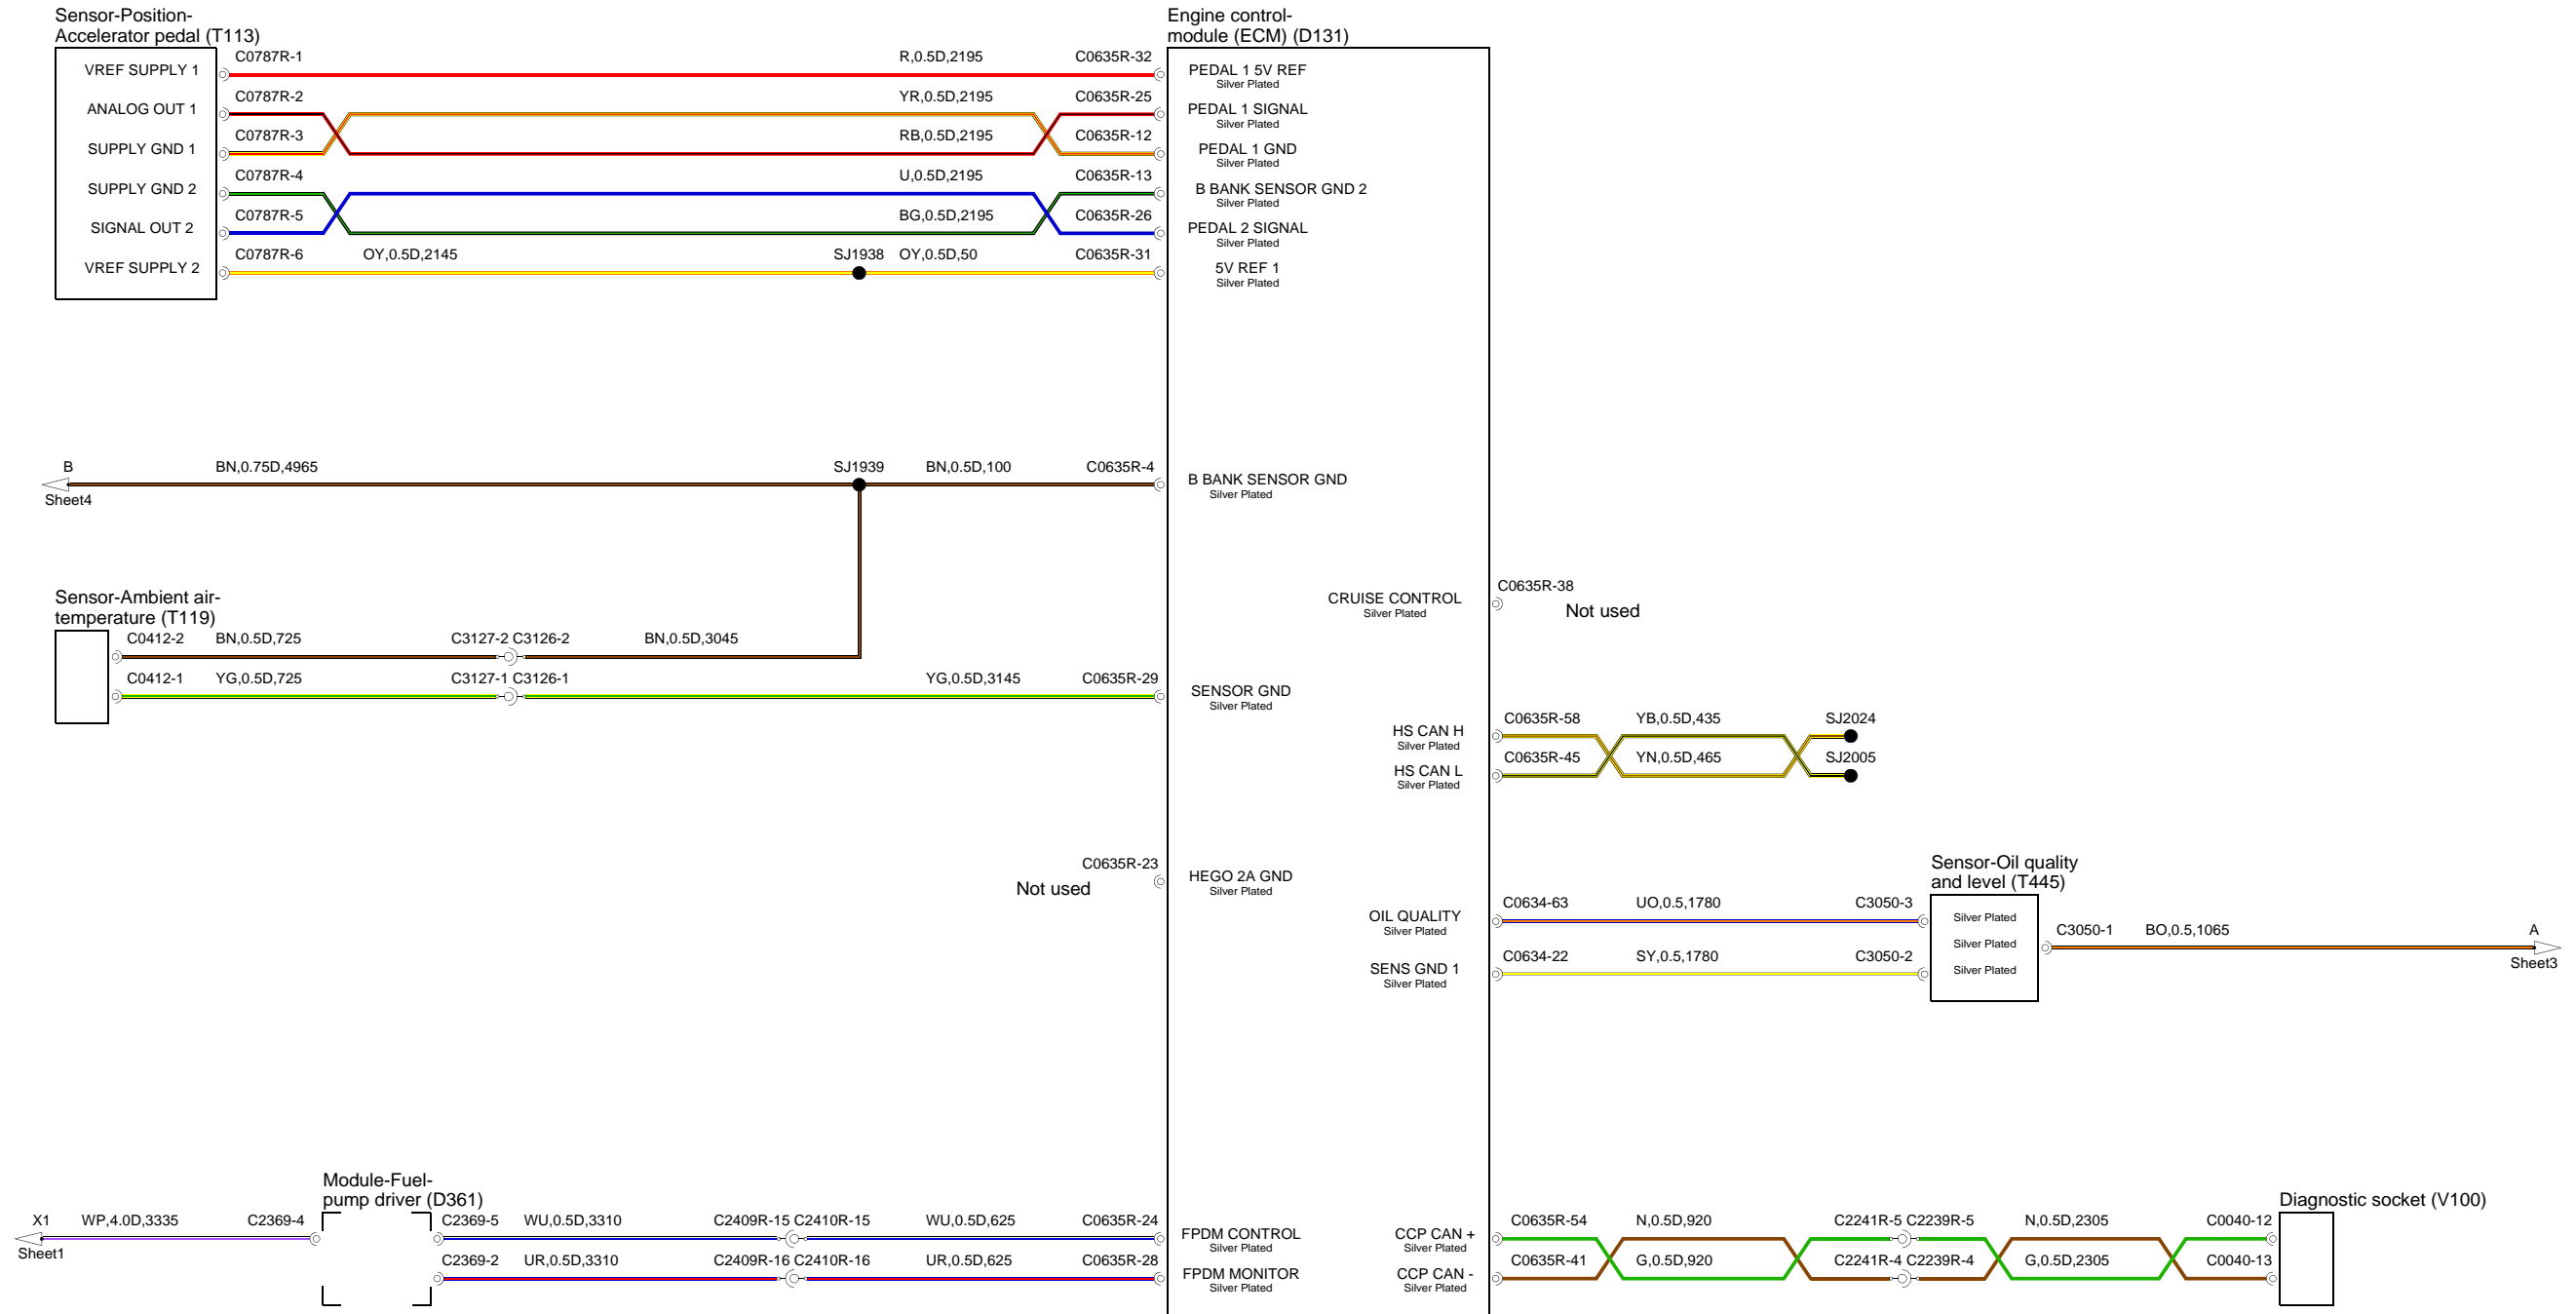 Sensor-Position-
Accelerator pedal (T113)
VREF SUPPLY 1
ANALOG OUT 1
SUPPLY GND 1
SUPPLY GND 2
SIGNAL OUT 2
VREF SUPPLY 2
C0787R-1
R,0.5D,2195
C0635R-32
C0787R-2
YR,0.5D,2195
C0635R-25
C0787R-3
RB,0.5D,2195
C0635R-12
C0787R-4
U,0.5D,2195
C0635R-13
C0787R-5
BG,0.5D,2195
C0635R-26
C0787R-6
OY,0.5D,2145
SJ1938
OY,0.5D,50
C0635R-31
Engine control-
module (ECM) (D131)
PEDAL 1 5V REF
Silver Plated
PEDAL 1 SIGNAL
Silver Plated
PEDAL 1 GND
Silver Plated
B BANK SENSOR GND 2
Silver Plated
PEDAL 2 SIGNAL
Silver Plated
5V REF 1
Silver Plated
B
Sheet4
BN,0.75D,4965
SJ1939
BN,0.5D,100
C0635R-4
B BANK SENSOR GND
Silver Plated
CRUISE CONTROL
Silver Plated
C0635R-38
Not used
Sensor-Ambient air-
temperature (T119)
C0412-2
BN,0.5D,725
C3127-2 C3126-2
BN,0.5D,3045
C0412-1
YG,0.5D,725
C3127-1 C3126-1
YG,0.5D,3145
C0635R-29
SENSOR GND
Silver Plated
HS CAN H
Silver Plated
C0635R-58
YB,0.5D,435
SJ2024
HS CAN L
Silver Plated
C0635R-45
YN,0.5D,465
SJ2005
C0635R-23
Not used
HEGO 2A GND
Silver Plated
OIL QUALITY
Silver Plated
C0634-63
UO,0.5,1780
C3050-3
SENS GND 1
Silver Plated
C0634-22
SY,0.5,1780
C3050-2
Sensor-Oil quality
and level (T445)
Silver Plated
Silver Plated
Silver Plated
C3050-1
BO,0.5,1065
A
Sheet3
Module-Fuel-
pump driver (D361)
X1
Sheet1
WP,4.0D,3335
C2369-4
C2369-5
WU,0.5D,3310
C2409R-15 C2410R-15
WU,0.5D,625
C0635R-24
C2369-2
UR,0.5D,3310
C2409R-16 C2410R-16
UR,0.5D,625
C0635R-28
FPDM CONTROL
Silver Plated
FPDM MONITOR
Silver Plated
CCP CAN +
Silver Plated
CCP CAN -
Silver Plated
C0635R-54
N,0.5D,920
C2241R-5 C2239R-5
N,0.5D,2305
C0040-12
C0635R-41
G,0.5D,920
C2241R-4 C2239R-4
G,0.5D,2305
C0040-13
Diagnostic socket (V100)